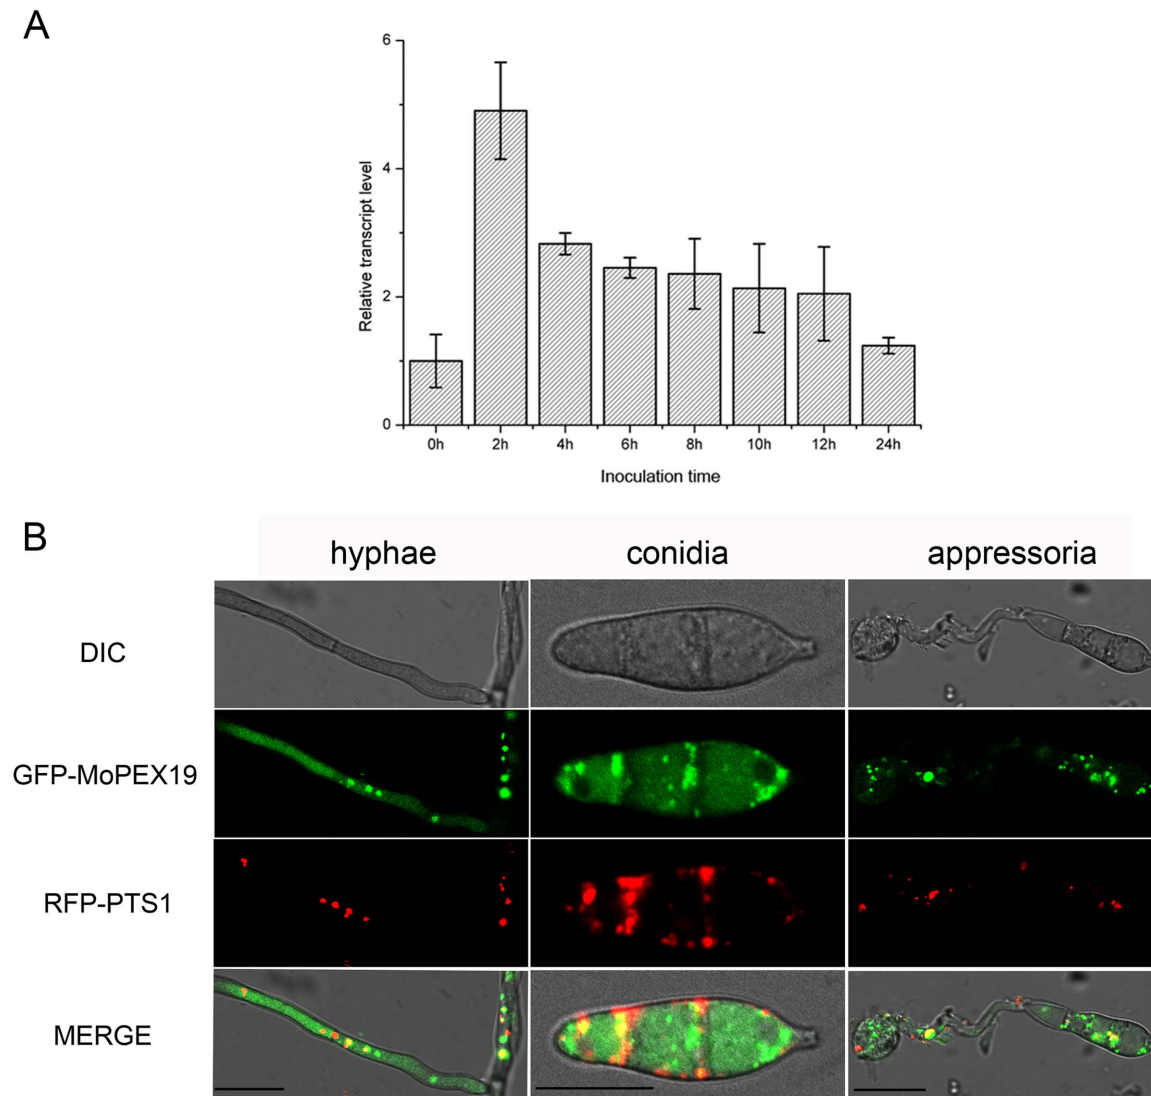 A
6
4
2
0
Relative transcript level
0h 2h 4h 6h 8h 10h 12h 24h
Inoculation time
B
hyphae conidia appressoria
DIC
GFP-MoPEX19
RFP-PTS1
MERGE